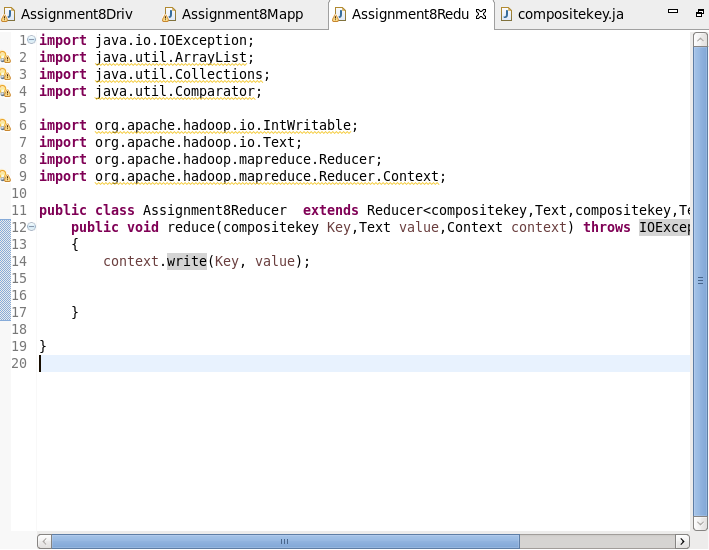 Assignment8Driv Assignment8Mapp Assignment8Redu compositekey.ja
1 import java.io.IOException;
2 import java.util.ArrayList;
3 import java.util.Collections;
4 import java.util.Comparator;
5
6 import org.apache.hadoop.io.IntWritable;
7 import org.apache.hadoop.io.Text;
8 import org.apache.hadoop.mapreduce.Reducer;
9 import org.apache.hadoop.mapreduce.Reducer.Context;
10
11 public class Assignment8Reducer  extends Reducer<compositekey,Text,compositekey,Te
12     public void reduce(compositekey Key,Text value,Context context) throws IOExcep
13     {
14         context.write(Key, value);
15
16
17     }
18
19 }
20